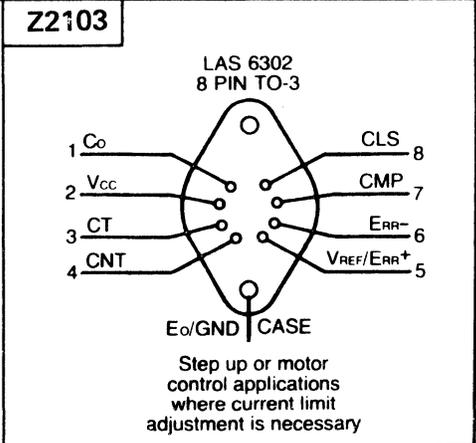 Z2103
LAS 6302
8 PIN TO-3
1 Co
2 Vcc
3 CT
4 CNT
CLS 8
CMP 7
ERR- 6
VREF/ERR+ 5
Eo/GND CASE
Step up or motor
control applications
where current limit
adjustment is necessary